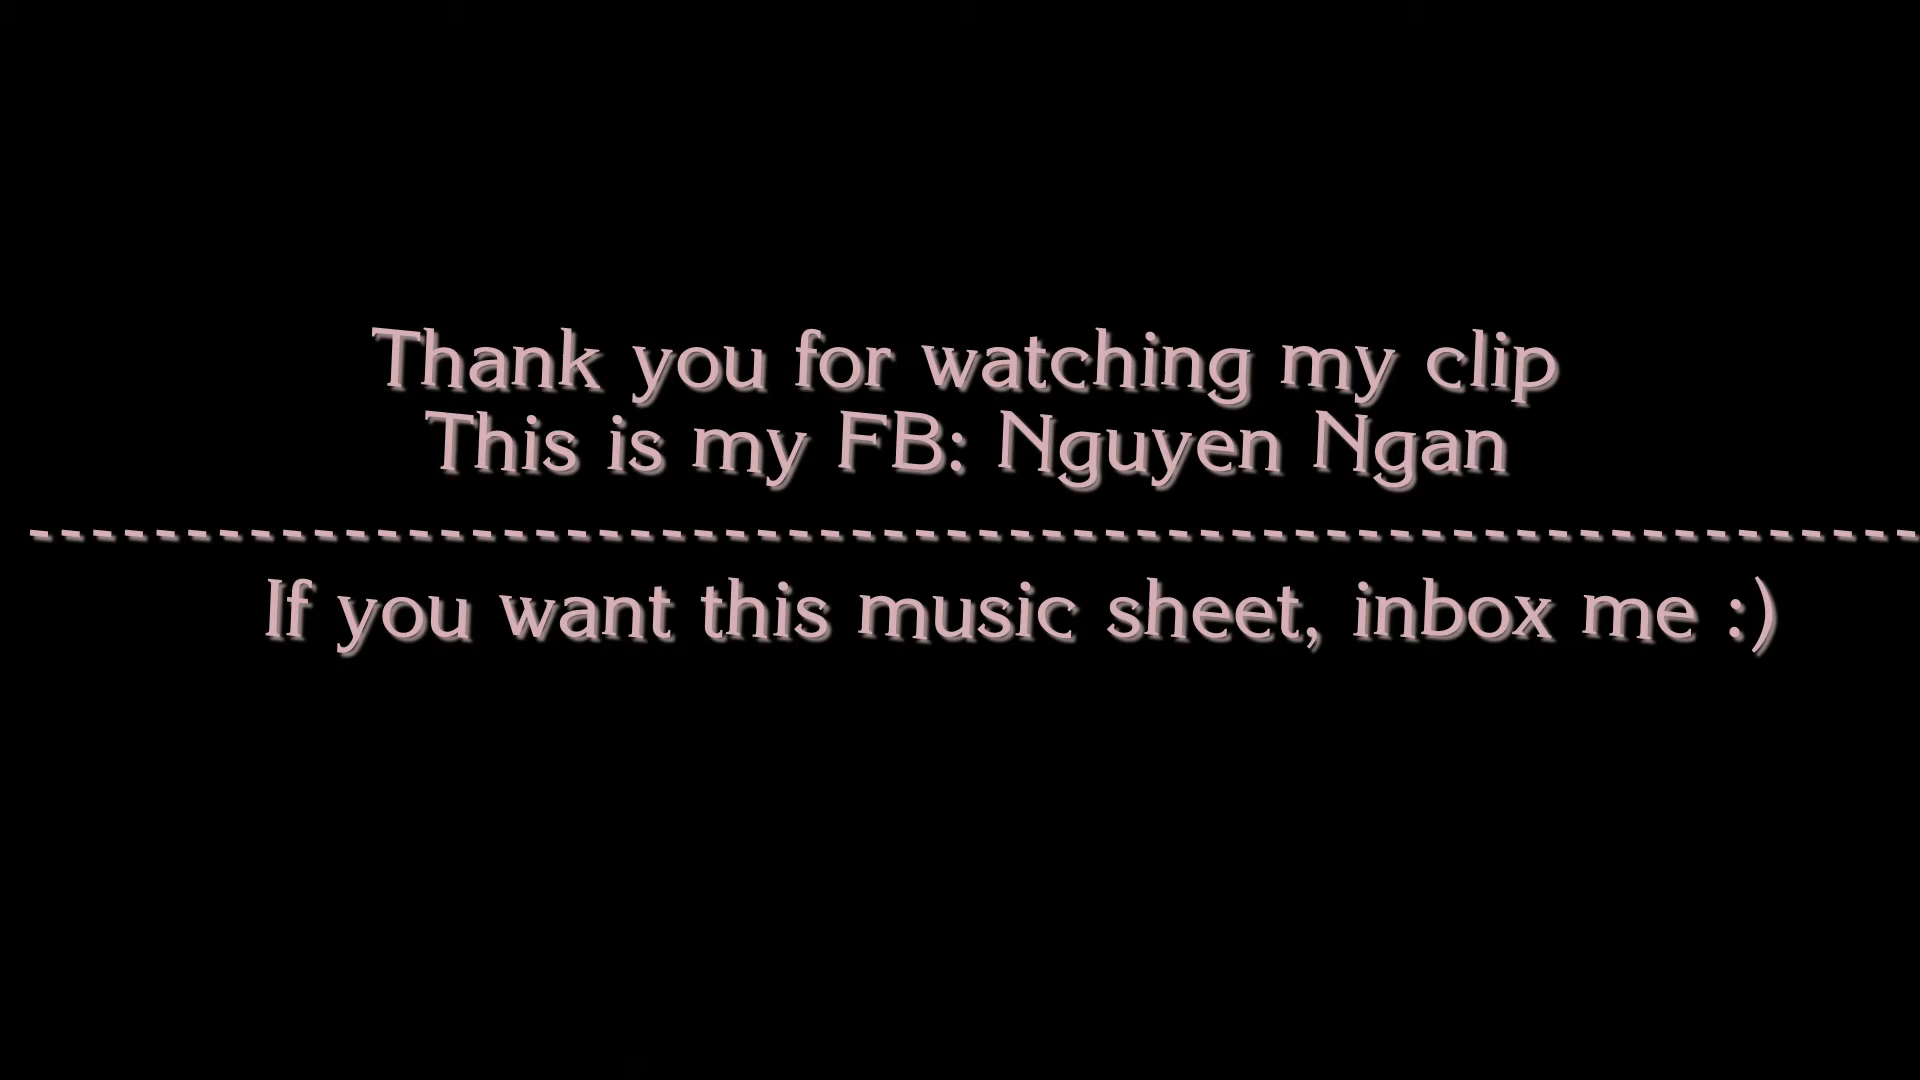 Thank you for watching my clip
This is my FB: Nguyen Ngan
------------------------------------------------------------
If you want this music sheet, inbox me :)